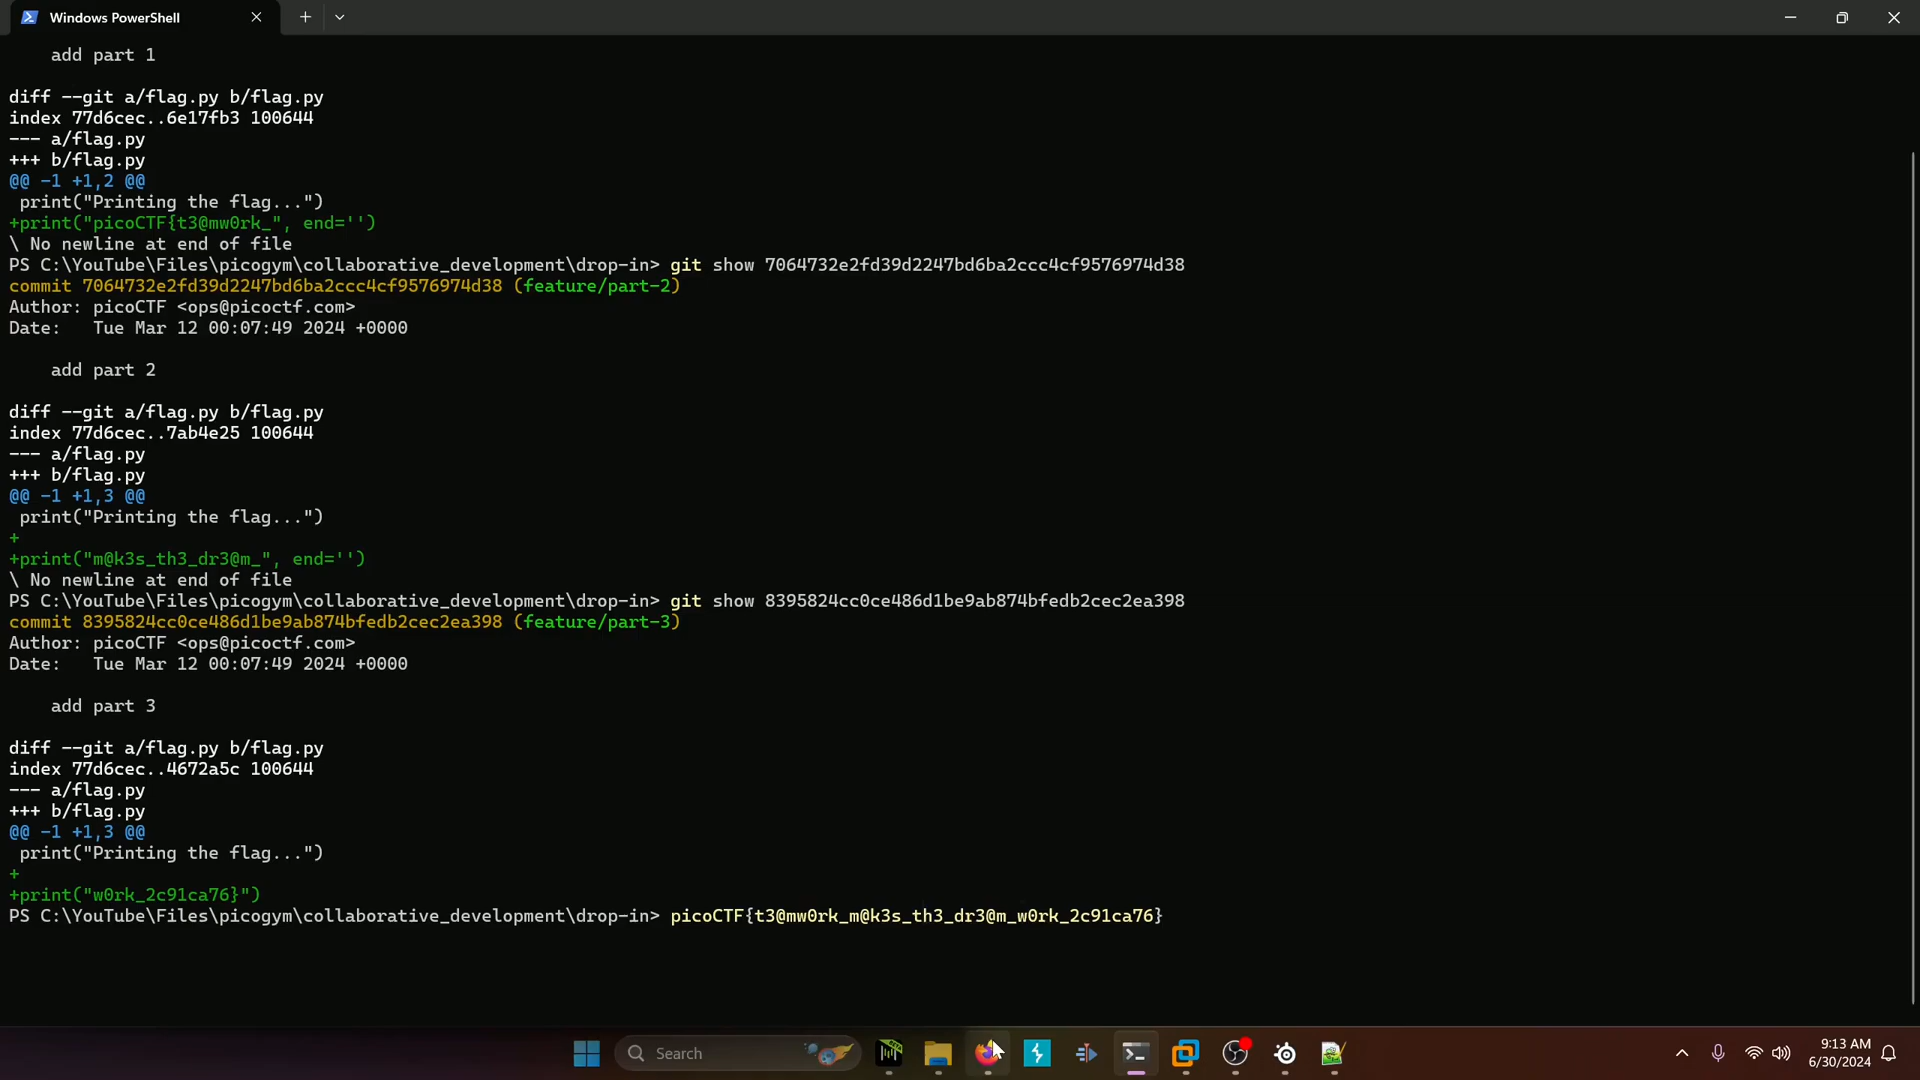 Windows PowerShell
    add part 1
diff --git a/flag.py b/flag.py
index 77d6cec..6e17fb3 100644
--- a/flag.py
+++ b/flag.py
@@ -1 +1,2 @@
 print("Printing the flag...")
+print("picoCTF{t3@mw0rk_", end='')
\ No newline at end of file
PS C:\YouTube\Files\picogym\collaborative_development\drop-in> git show 7064732e2fd39d2247bd6ba2ccc4cf9576974d38
commit 7064732e2fd39d2247bd6ba2ccc4cf9576974d38 (feature/part-2)
Author: picoCTF <ops@picoctf.com>
Date:   Tue Mar 12 00:07:49 2024 +0000
    add part 2
diff --git a/flag.py b/flag.py
index 77d6cec..7ab4e25 100644
--- a/flag.py
+++ b/flag.py
@@ -1 +1,3 @@
 print("Printing the flag...")
+
+print("m@k3s_th3_dr3@m_", end='')
\ No newline at end of file
PS C:\YouTube\Files\picogym\collaborative_development\drop-in> git show 8395824cc0ce486d1be9ab874bfedb2cec2ea398
commit 8395824cc0ce486d1be9ab874bfedb2cec2ea398 (feature/part-3)
Author: picoCTF <ops@picoctf.com>
Date:   Tue Mar 12 00:07:49 2024 +0000
    add part 3
diff --git a/flag.py b/flag.py
index 77d6cec..4672a5c 100644
--- a/flag.py
+++ b/flag.py
@@ -1 +1,3 @@
 print("Printing the flag...")
+
+print("w0rk_2c91ca76}")
PS C:\YouTube\Files\picogym\collaborative_development\drop-in> picoCTF{t3@mw0rk_m@k3s_th3_dr3@m_w0rk_2c91ca76}
Search
9:13 AM
6/30/2024